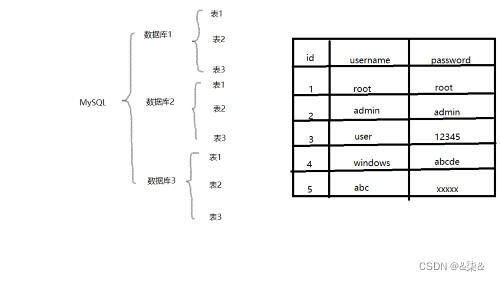 MySQL
数据库1
表1
表2
表3
数据库2
表1
表2
表3
数据库3
表1
表2
表3
id username password
1 root root
2 admin admin
3 user 12345
4 windows abcde
5 abc xxxxx
CSDN @&柒&